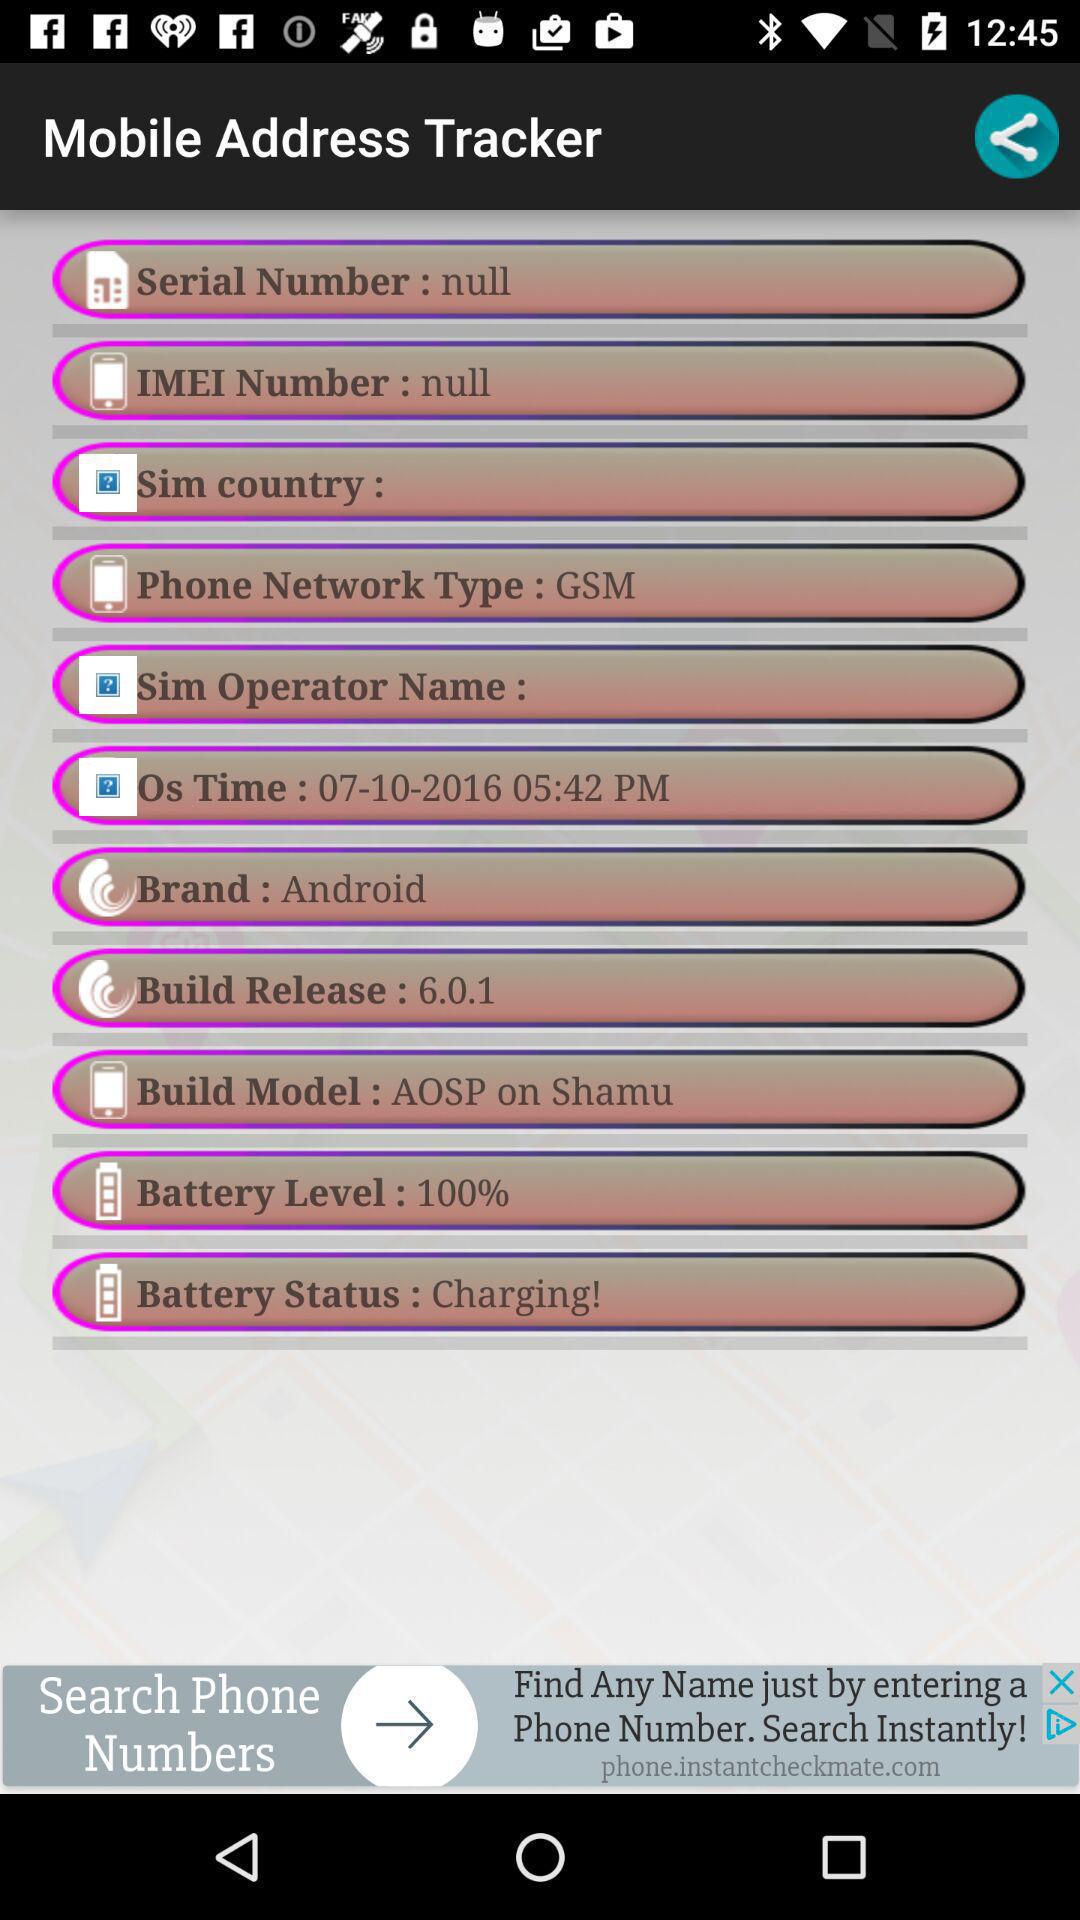 FAKE 12:45
Mobile Address Tracker
Serial Number : null
IMEI Number : null
Sim country :
Phone Network Type : GSM
Sim Operator Name :
Os Time : 07-10-2016 05:42 PM
Brand : Android
Build Release : 6.0.1
Build Model : AOSP on Shamu
Battery Level : 100%
Battery Status : Charging!
Search Phone
Numbers
Find Any Name just by entering a
Phone Number. Search Instantly!
phone.instantcheckmate.com